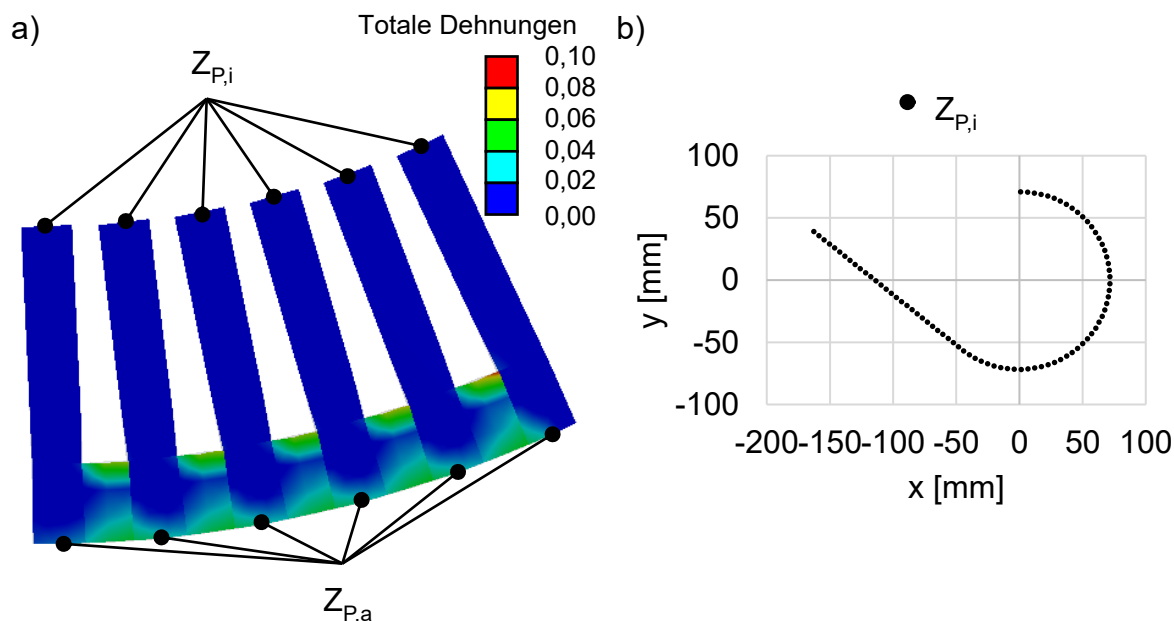 a)
Totale Dehnungen
b)
Z_P,i
0,10
0,08
0,06
0,04
0,02
0,00
Z_P,a
Z_P,i
100
50
0
-50
-100
y [mm]
-200 -150 -100 -50 0 50 100
x [mm]